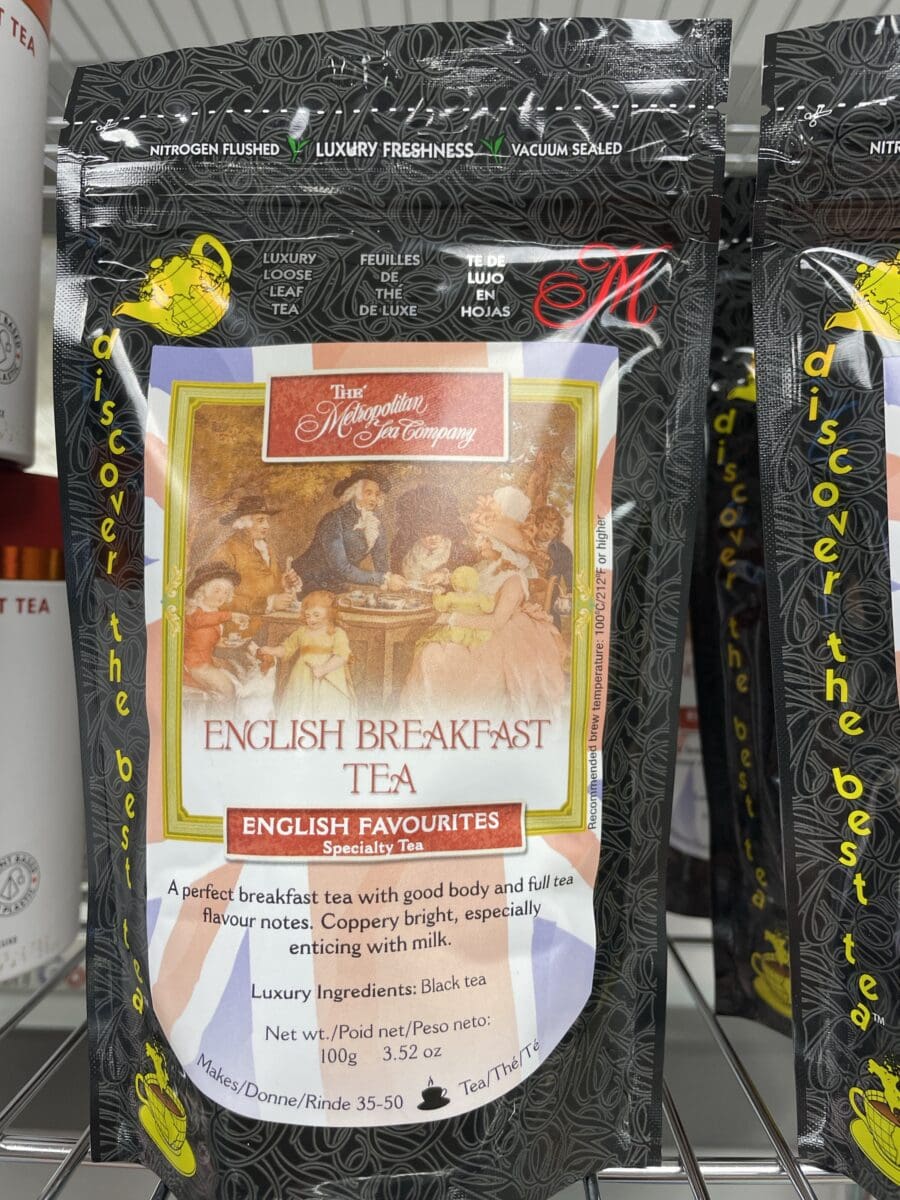 T TEA
NITROGEN FLUSHED LUXURY FRESHNESS VACUUM SEALED
LUXURY
LOOSE
LEAF
TEA
FEUILLES
DE
THÉ
DE LUXE
TE DE
LUJO
EN
HOJAS
M
discover the best tea
THE
Metropolitan
Tea Company
ENGLISH BREAKFAST
TEA
ENGLISH FAVOURITES
Specialty Tea
Recommended brew temperature: 100°C/212°F or higher
A perfect breakfast tea with good body and full tea
flavour notes. Coppery bright, especially
enticing with milk.
Luxury Ingredients: Black tea
Net wt./Poid net/Peso neto:
100g 3.52 oz
Makes/Donne/Rinde 35-50 Tea/Thé/Té
T TEA
discover the best tea
NITR
discover the best tea™